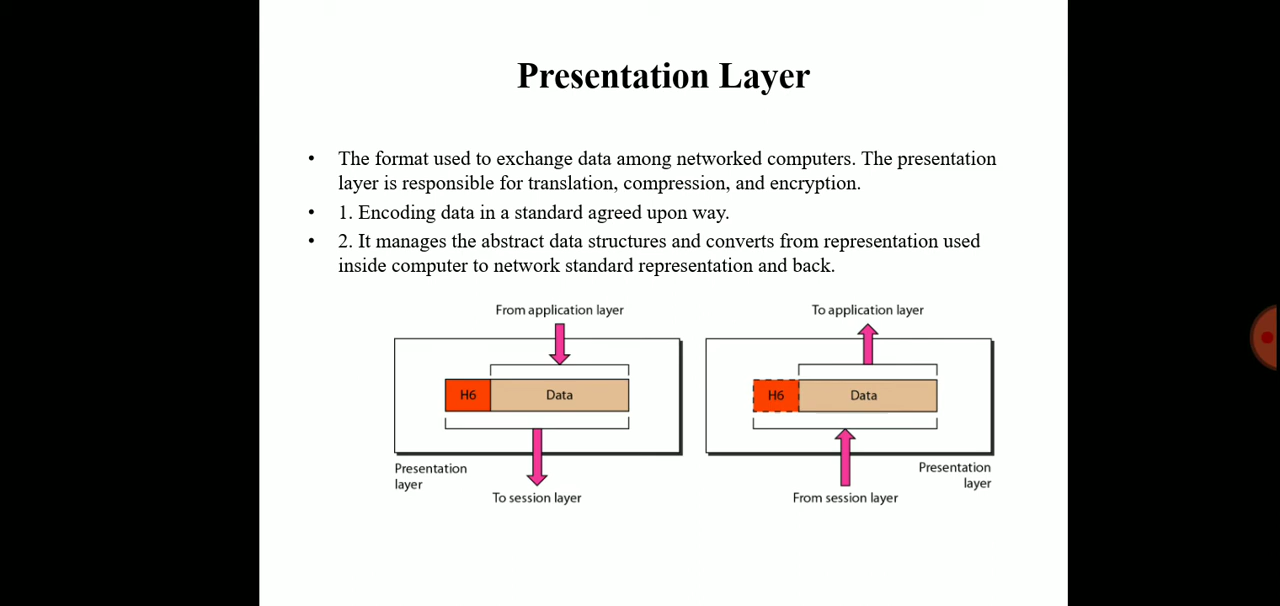 Presentation Layer
• The format used to exchange data among networked computers. The presentation
layer is responsible for translation, compression, and encryption.
• 1. Encoding data in a standard agreed upon way.
• 2. It manages the abstract data structures and converts from representation used
inside computer to network standard representation and back.
From application layer
H6 Data
Presentation
layer
To session layer
To application layer
H6 Data
Presentation
layer
From session layer